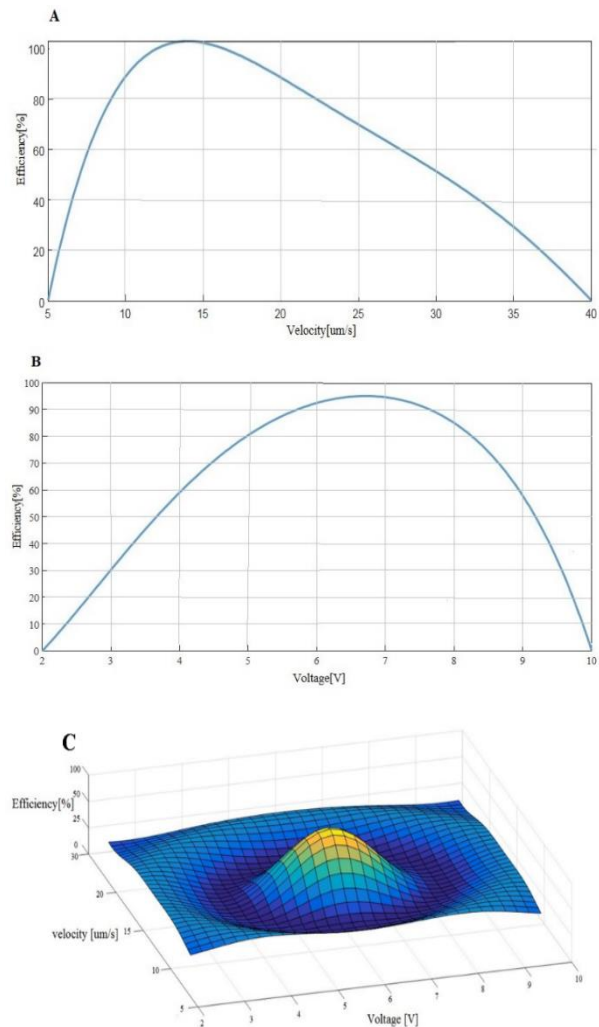 A
Efficiency[%]
100
80
60
40
20
0
5 10 15 20 25 30 35 40
Velocity[um/s]
B
Efficiency[%]
100
90
80
70
60
50
40
30
20
10
0
2 3 4 5 6 7 8 9 10
Voltage[V]
C
Efficiency[%]
100
50
25
0
30
20
15
10
5
velocity [um/s]
2 3 4 5 6 7 8 9 10
Voltage [V]